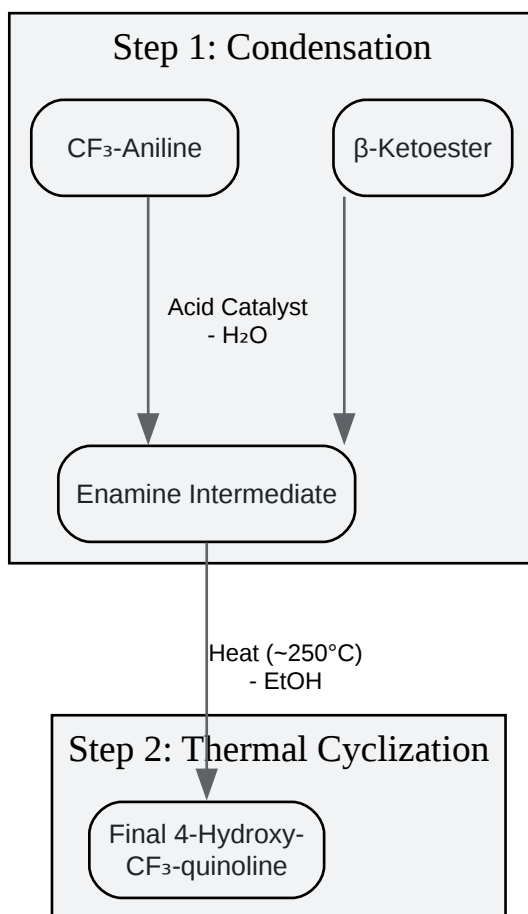 Step 1: Condensation
CF₃-Aniline
β-Ketoester
Acid Catalyst
- H₂O
Enamine Intermediate
Heat (~250°C)
- EtOH
Step 2: Thermal Cyclization
Final 4-Hydroxy-
CF₃-quinoline